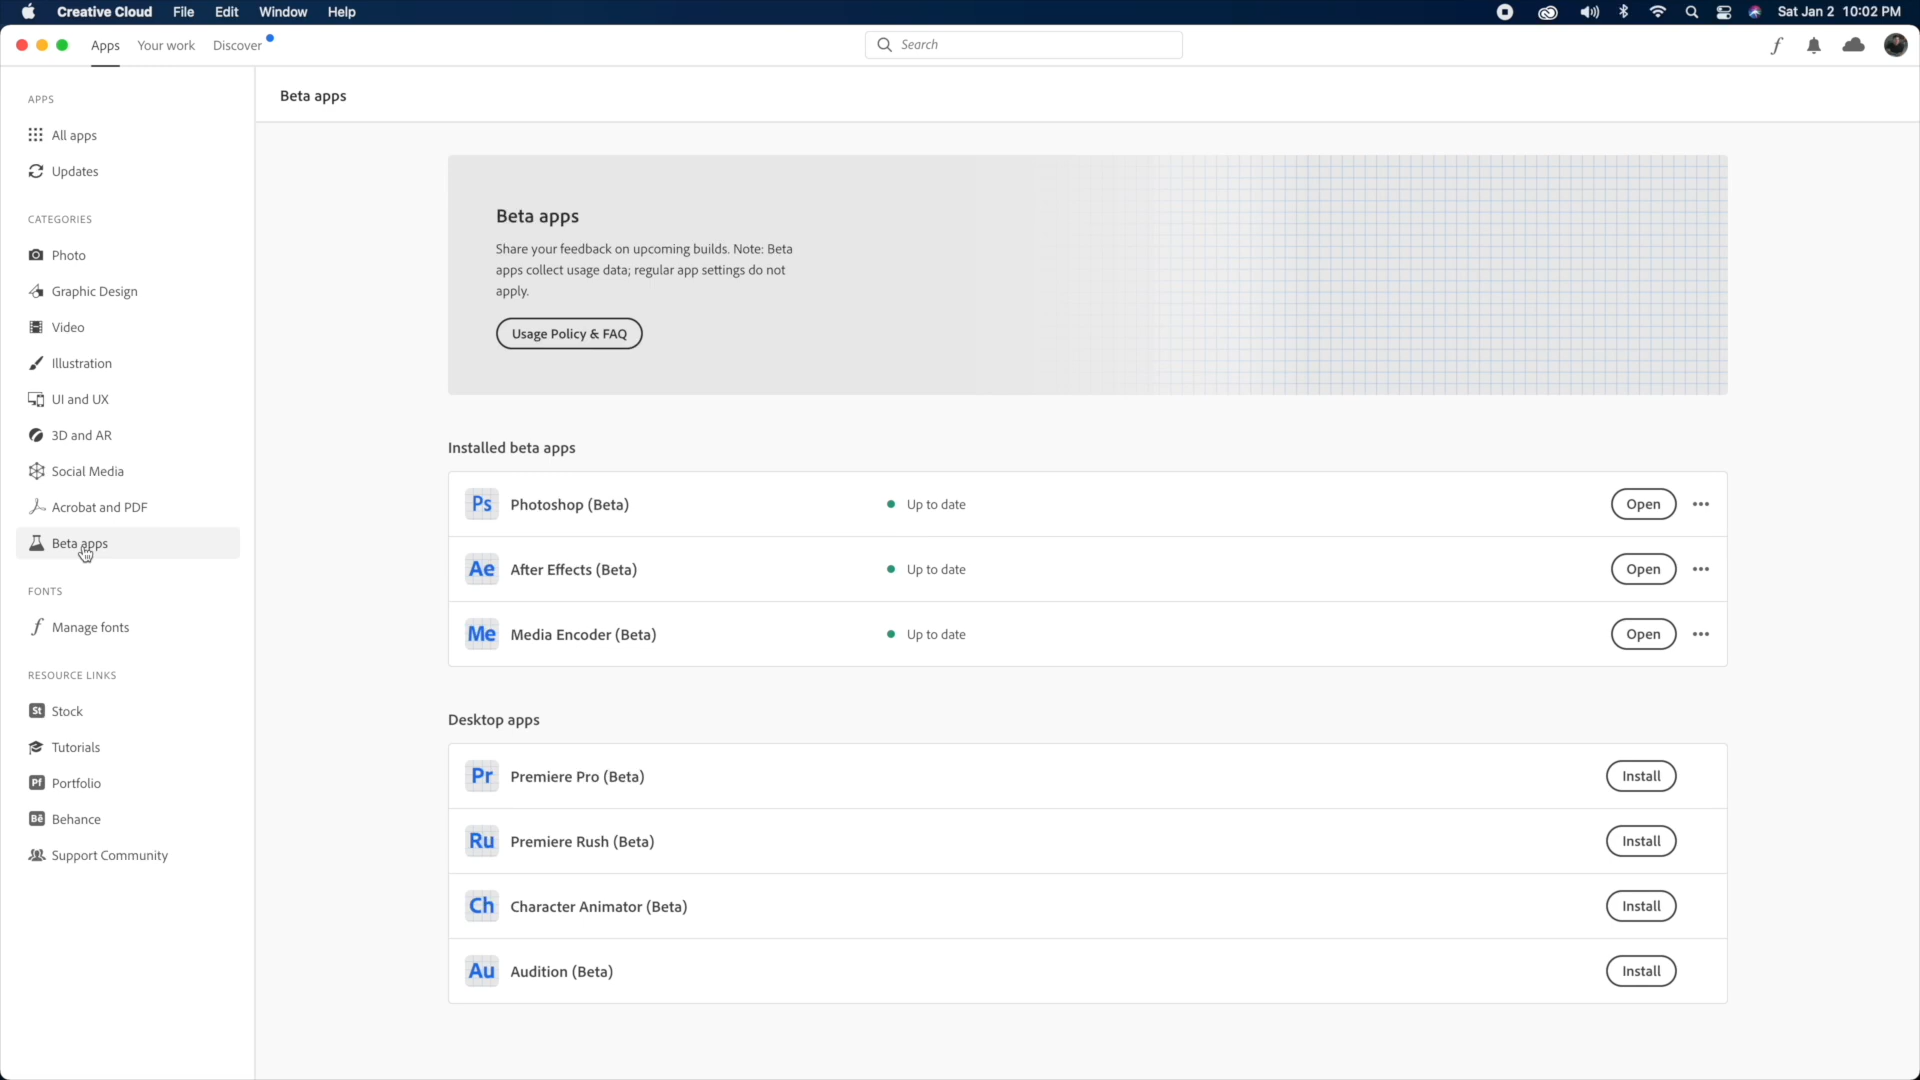 Creative Cloud File Edit Window Help
Sat Jan 2 10:02 PM
Apps Your work Discover
Search
APPS
All apps
Updates
CATEGORIES
Photo
Graphic Design
Video
Illustration
UI and UX
3D and AR
Social Media
Acrobat and PDF
Beta apps
FONTS
Manage fonts
RESOURCE LINKS
St Stock
Tutorials
Pf Portfolio
Bē Behance
Support Community
Beta apps
Beta apps
Share your feedback on upcoming builds. Note: Beta
apps collect usage data; regular app settings do not
apply.
Usage Policy & FAQ
Installed beta apps
Ps Photoshop (Beta) Up to date Open
Ae After Effects (Beta) Up to date Open
Me Media Encoder (Beta) Up to date Open
Desktop apps
Pr Premiere Pro (Beta) Install
Ru Premiere Rush (Beta) Install
Ch Character Animator (Beta) Install
Au Audition (Beta) Install